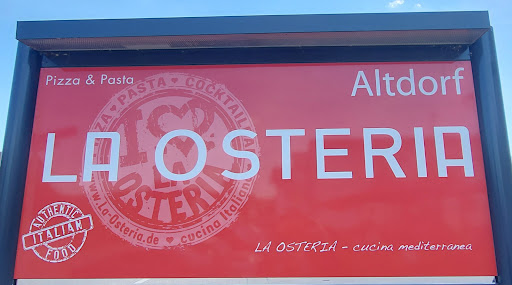 Pizza & Pasta
Altdorf
PIZZA • PASTA ♥ COCKTAILBAR
I ♥
LA OSTERIA
LA
OSTERIA
www.La-Osteria.de ♥ cucina Italiana
AUTHENTIC
ITALIAN
FOOD
LA OSTERIA - cucina mediterranea